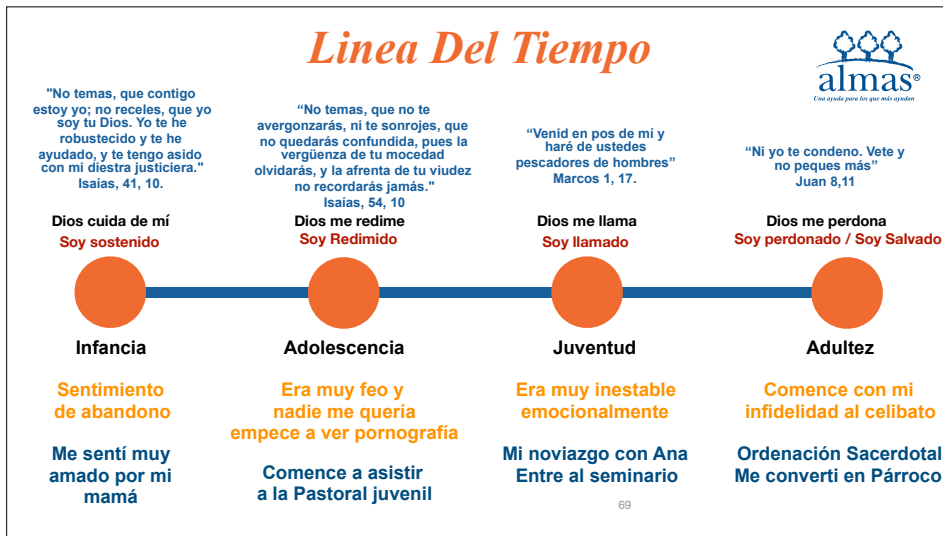 Linea Del Tiempo
almas®
Una ayuda para los que más ayudan
"No temas, que contigo
estoy yo; no receles, que yo
soy tu Dios. Yo te he
robustecido y te he
ayudado, y te tengo asido
con mi diestra justiciera."
Isaías, 41, 10.
“No temas, que no te
avergonzarás, ni te sonrojes, que
no quedarás confundida, pues la
vergüenza de tu mocedad
olvidarás, y la afrenta de tu viudez
no recordarás jamás."
Isaías, 54, 10
“Venid en pos de mí y
haré de ustedes
pescadores de hombres”
Marcos 1, 17.
“Ni yo te condeno. Vete y
no peques más”
Juan 8,11
Dios cuida de mí
Soy sostenido
Dios me redime
Soy Redimido
Dios me llama
Soy llamado
Dios me perdona
Soy perdonado / Soy Salvado
Infancia
Adolescencia
Juventud
Adultez
Sentimiento
de abandono
Me sentí muy
amado por mi
mamá
Era muy feo y
nadie me quería
empece a ver pornografía
Comence a asistir
a la Pastoral juvenil
Era muy inestable
emocionalmente
Mi noviazgo con Ana
Entre al seminario
Comence con mi
infidelidad al celibato
Ordenación Sacerdotal
Me converti en Párroco
69